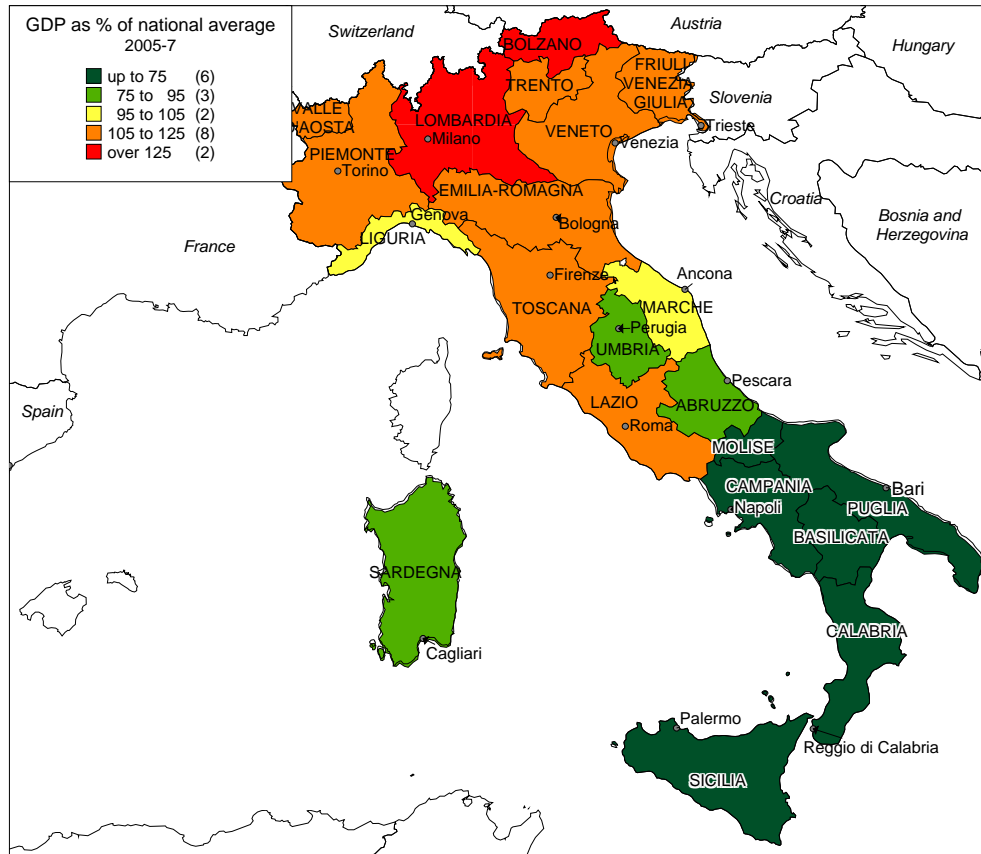 GDP as % of national average
2005-7
up to 75 (6)
75 to 95 (3)
95 to 105 (2)
105 to 125 (8)
over 125 (2)
Switzerland
Austria
Hungary
BOLZANO
FRIULI
VENEZIA
GIULIA
TRENTO
Slovenia
VALLE
AOSTA
LOMBARDIA
Milano
VENETO
Trieste
Venezia
PIEMONTE
Torino
EMILIA-ROMAGNA
Croatia
Genova
Bologna
Bosnia and
Herzegovina
LIGURIA
France
Firenze
Ancona
TOSCANA
MARCHE
Perugia
UMBRIA
Pescara
Spain
LAZIO
ABRUZZO
Roma
MOLISE
CAMPANIA
Bari
Napoli
PUGLIA
BASILICATA
SARDEGNA
CALABRIA
Cagliari
Palermo
Reggio di Calabria
SICILIA